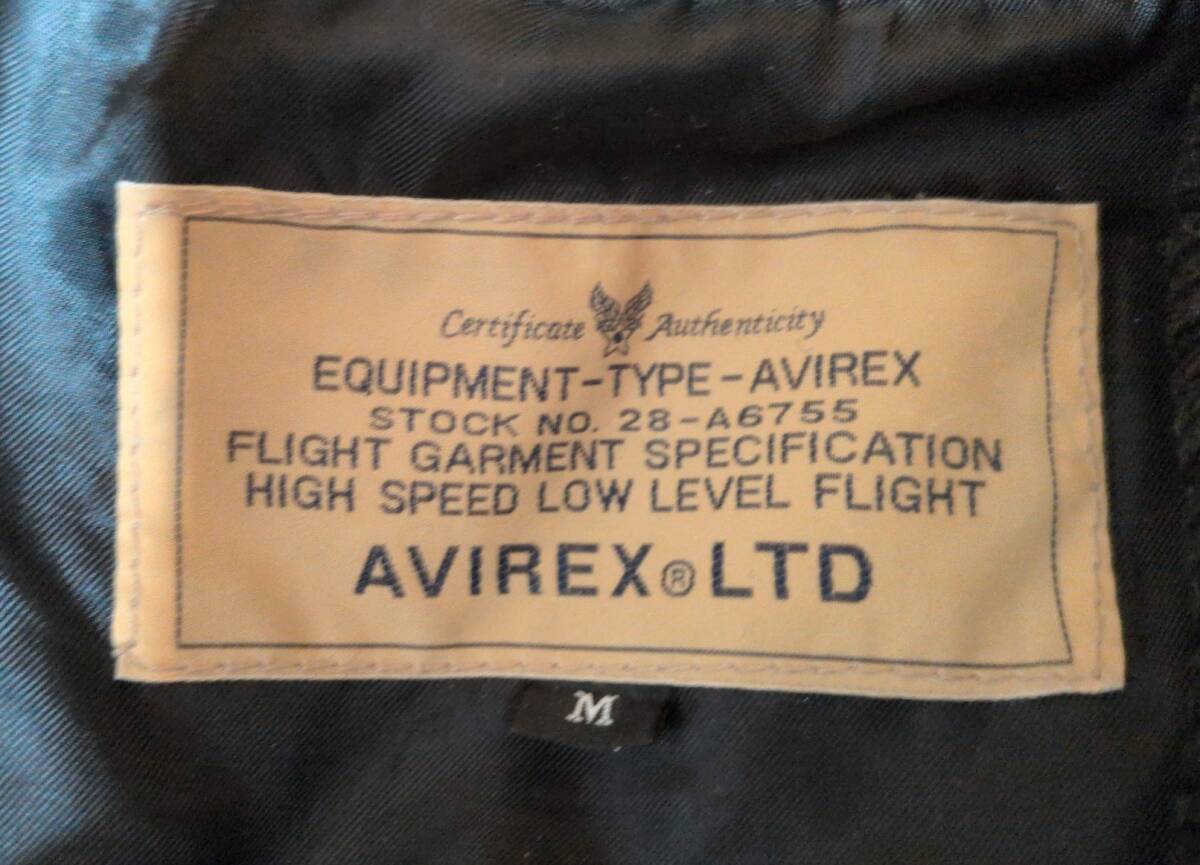 Certificate Authenticity
EQUIPMENT-TYPE-AVIREX
STOCK NO. 28-A6755
FLIGHT GARMENT SPECIFICATION
HIGH SPEED LOW LEVEL FLIGHT
AVIREX® LTD
M